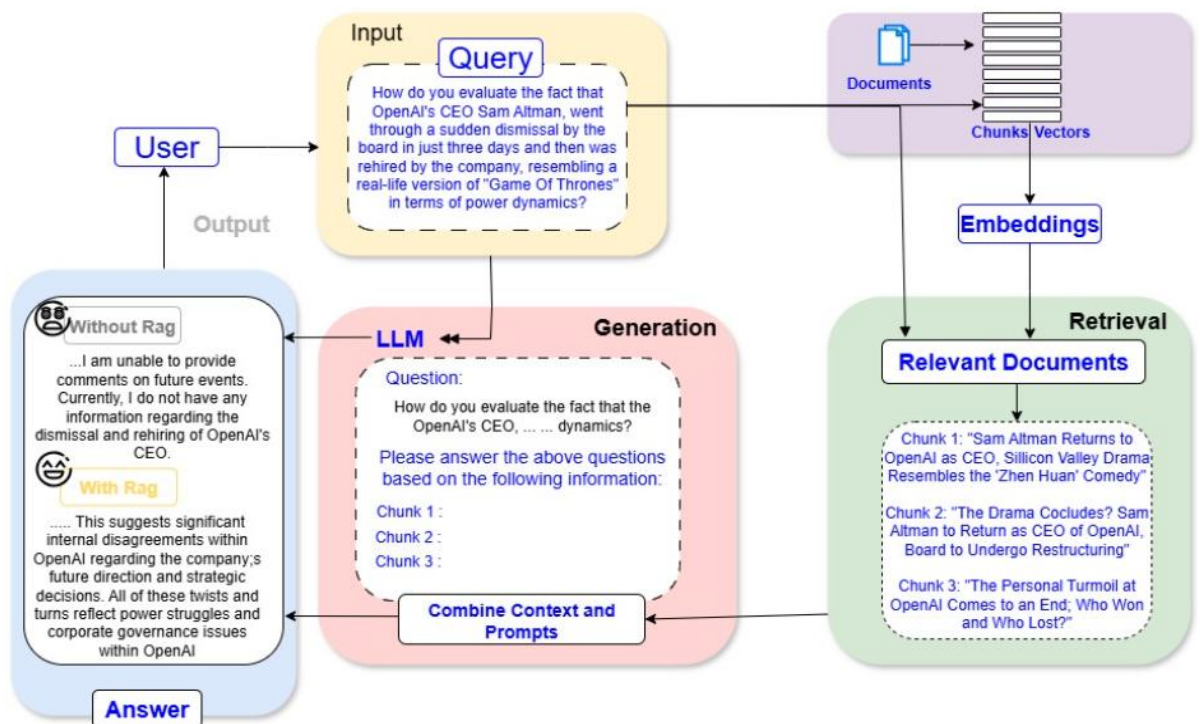 Input
Query
How do you evaluate the fact that
OpenAI's CEO Sam Altman, went
through a sudden dismissal by the
board in just three days and then was
rehired by the company, resembling a
real-life version of "Game Of Thrones"
in terms of power dynamics?
Documents
Chunks Vectors
User
Output
Embeddings
Without Rag
...I am unable to provide
comments on future events.
Currently, I do not have any
information regarding the
dismissal and rehiring of OpenAI's
CEO.
With Rag
..... This suggests significant
internal disagreements within
OpenAI regarding the company;s
future direction and strategic
decisions. All of these twists and
turns reflect power struggles and
corporate governance issues
within OpenAI
Answer
Generation
LLM
Question:
How do you evaluate the fact that the
OpenAI's CEO, ... ... dynamics?
Please answer the above questions
based on the following information:
Chunk 1 :
Chunk 2 :
Chunk 3 :
Combine Context and
Prompts
Retrieval
Relevant Documents
Chunk 1: "Sam Altman Returns to
OpenAI as CEO, Sillicon Valley Drama
Resembles the 'Zhen Huan' Comedy"
Chunk 2: "The Drama Cocludes? Sam
Altman to Return as CEO of OpenAI,
Board to Undergo Restructuring"
Chunk 3: "The Personal Turmoil at
OpenAI Comes to an End; Who Won
and Who Lost?"